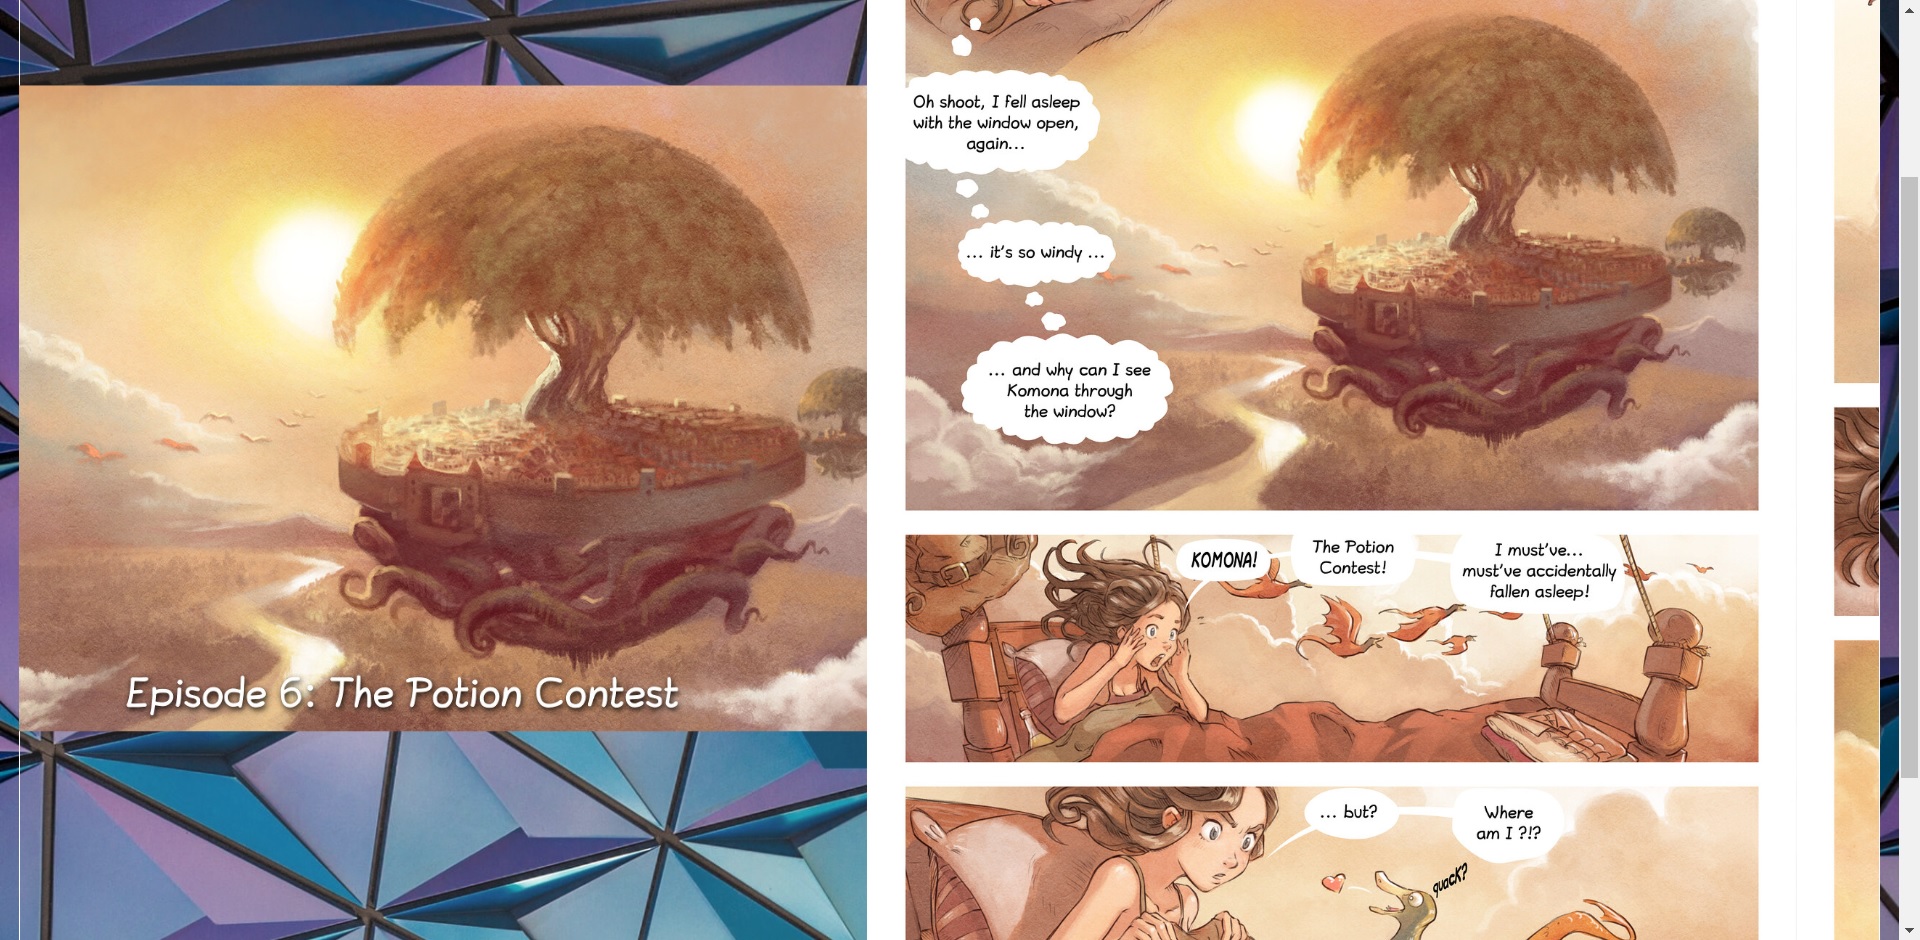 Episode 6: The Potion Contest
Oh shoot, I fell asleep
with the window open,
again...
... it's so windy ...
... and why can I see
Komona through
the window?
KOMONA!
The Potion
Contest!
I must've...
must've accidentally
fallen asleep!
... but?
Where
am I ?!?
quack?